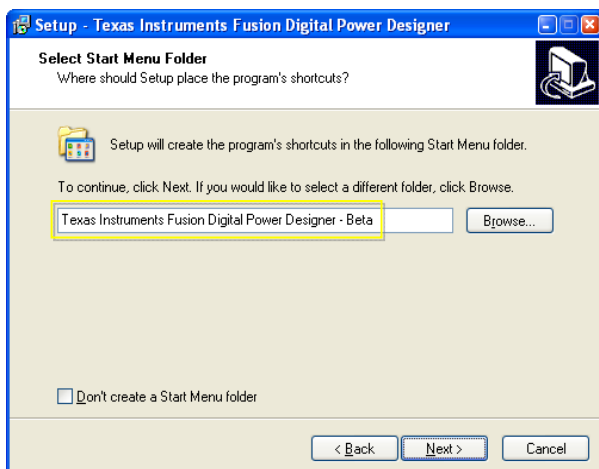 Setup - Texas Instruments Fusion Digital Power Designer
Select Start Menu Folder
Where should Setup place the program's shortcuts?
Setup will create the program's shortcuts in the following Start Menu folder.
To continue, click Next. If you would like to select a different folder, click Browse.
Texas Instruments Fusion Digital Power Designer - Beta
Browse...
Don't create a Start Menu folder
< Back
Next >
Cancel